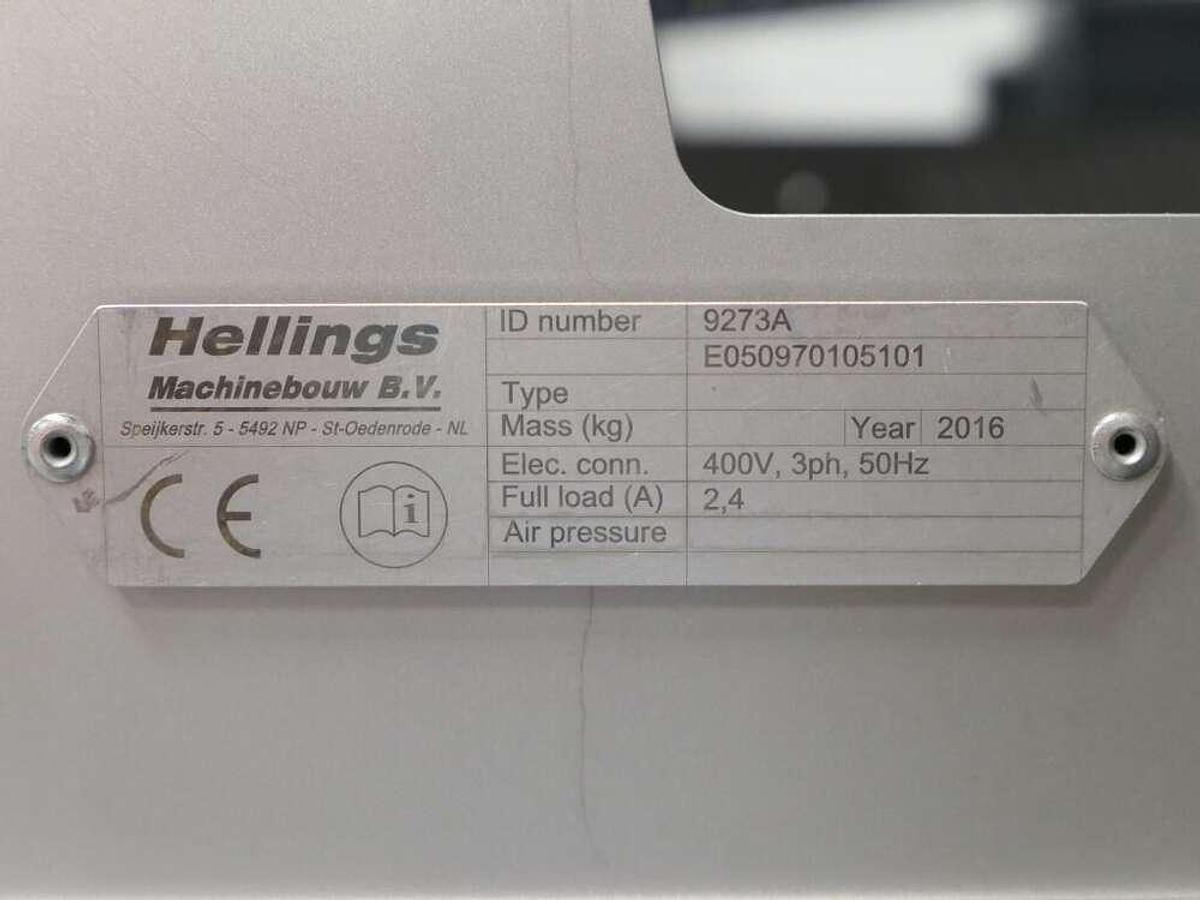 Hellings
Machinebouw B.V.
Speijkerstr. 5 - 5492 NP - St-Oedenrode - NL
CE
i
ID number 9273A
E050970105101
Type
Mass (kg) Year 2016
Elec. conn. 400V, 3ph, 50Hz
Full load (A) 2,4
Air pressure